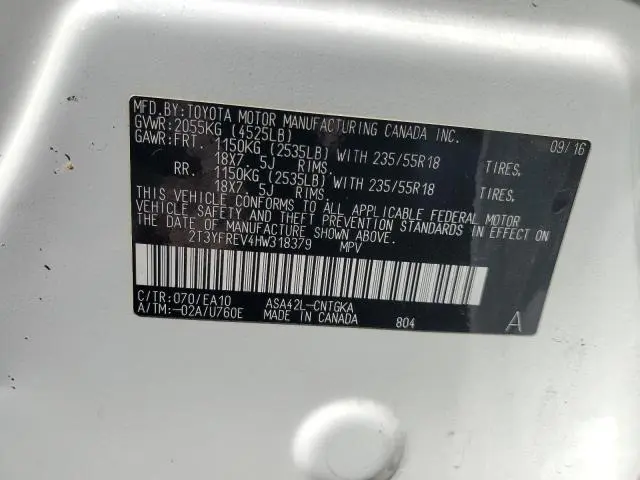 MFD.BY:TOYOTA MOTOR MANUFACTURING CANADA INC. 09/16
GVWR:2055KG (4525LB)
GAWR:FRT. 1150KG (2535LB) WITH 235/55R18 TIRES,
18X7.5J RIMS,
RR. 1150KG (2535LB) WITH 235/55R18 TIRES,
18X7.5J RIMS.
THIS VEHICLE CONFORMS TO ALL APPLICABLE FEDERAL MOTOR
VEHICLE SAFETY AND THEFT PREVENTION STANDARDS IN EFFECT ON
THE DATE OF MANUFACTURE SHOWN ABOVE.
2T3YFREV4HW318379 MPV
C/TR:070/EA10 ASA42L-CNTGKA
A/TM:-02A/U760E MADE IN CANADA 804 A